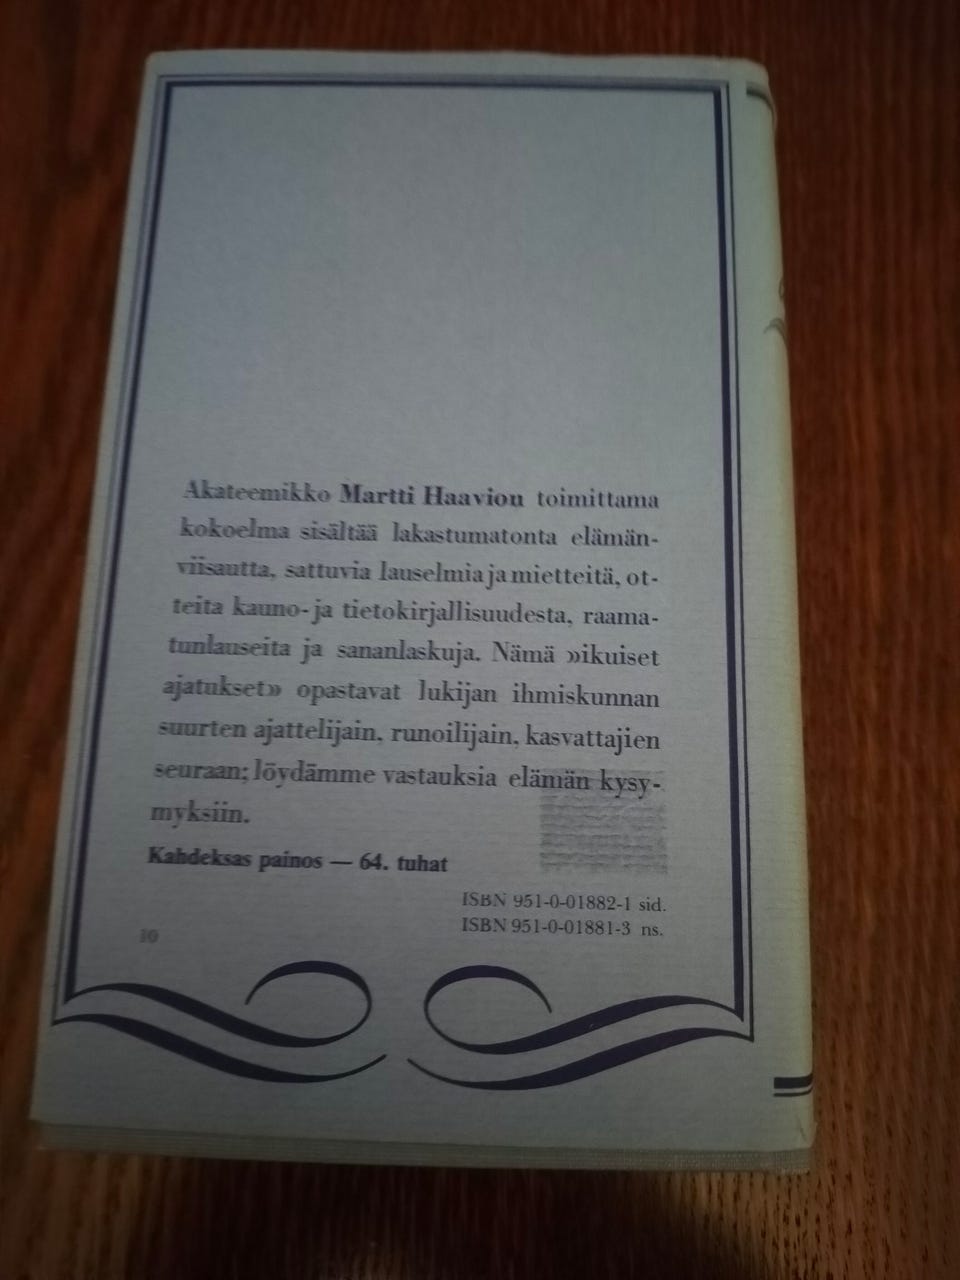 Akateemikko Martti Haavion toimittama
kokoelma sisältää lakastumatonta elämän-
viisautta, sattuvia lauselmia ja mietteitä, ot-
teita kauno- ja tietokirjallisuudesta, raama-
tunlauseita ja sananlaskuja. Nämä »ikuiset
ajatukset» opastavat lukijan ihmiskunnan
suurten ajattelijain, runoilijain, kasvattajien
seuraan; löydämme vastauksia elämän kysy-
myksiin.
Kahdeksas painos — 64. tuhat
ISBN 951-0-01882-1 sid.
ISBN 951-0-01881-3 ns.
10